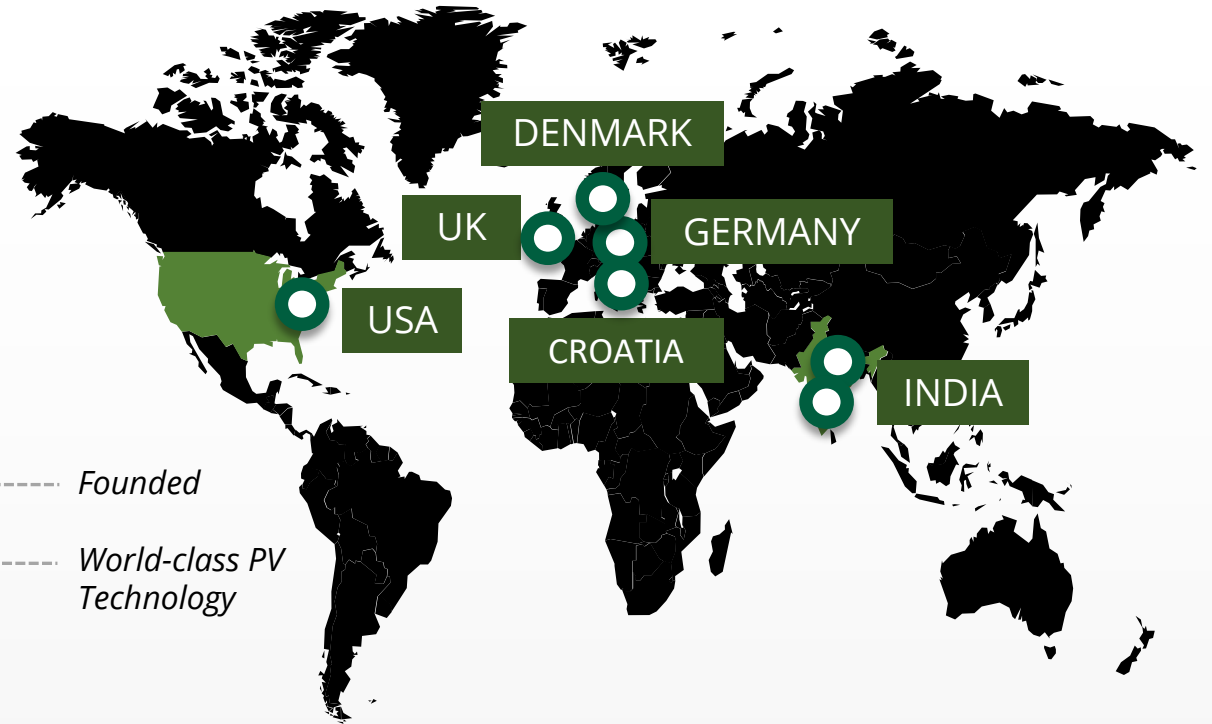 DENMARK
UK
GERMANY
USA
CROATIA
INDIA
Founded
World-class PV
Technology